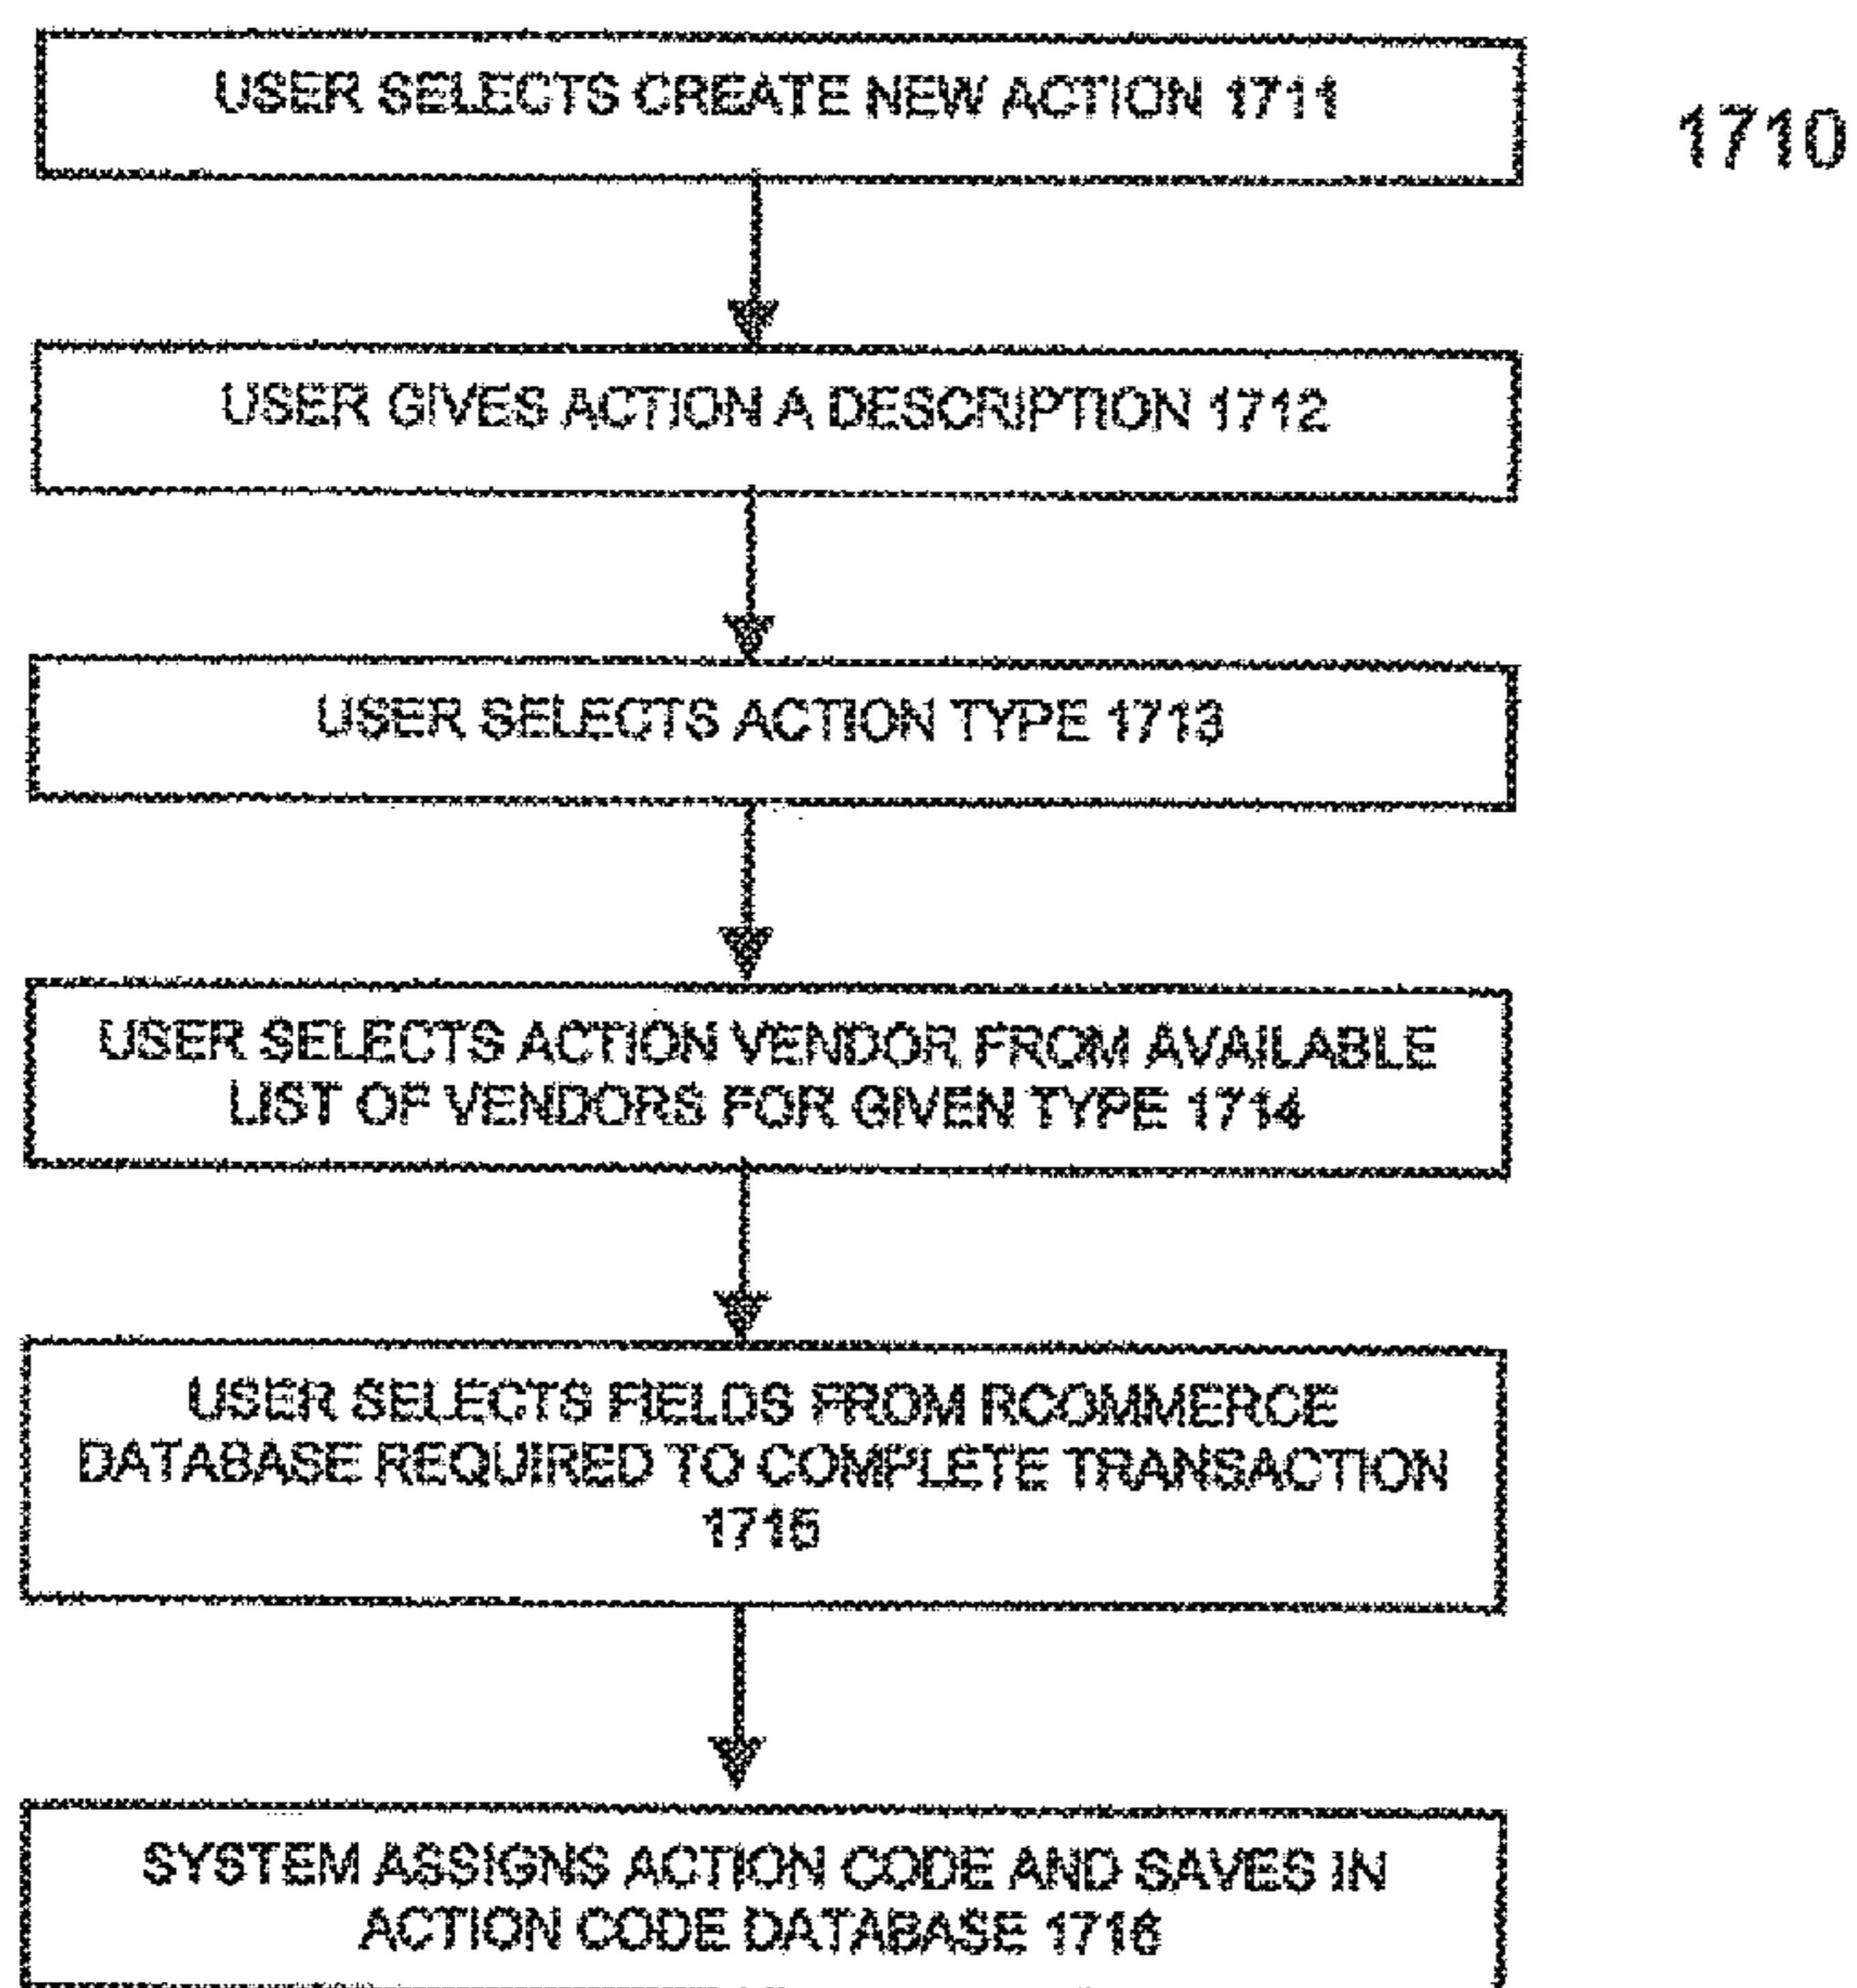 USER SELECTS CREATE NEW ACTION 1711
1710
USER GIVES ACTION A DESCRIPTION 1712
USER SELECTS ACTION TYPE 1713
USER SELECTS ACTION VENDOR FROM AVAILABLE
LIST OF VENDORS FOR GIVEN TYPE 1714
USER SELECTS FIELDS FROM RCOMMERCE
DATABASE REQUIRED TO COMPLETE TRANSACTION
1715
SYSTEM ASSIGNS ACTION CODE AND SAVES IN
ACTION CODE DATABASE 1716